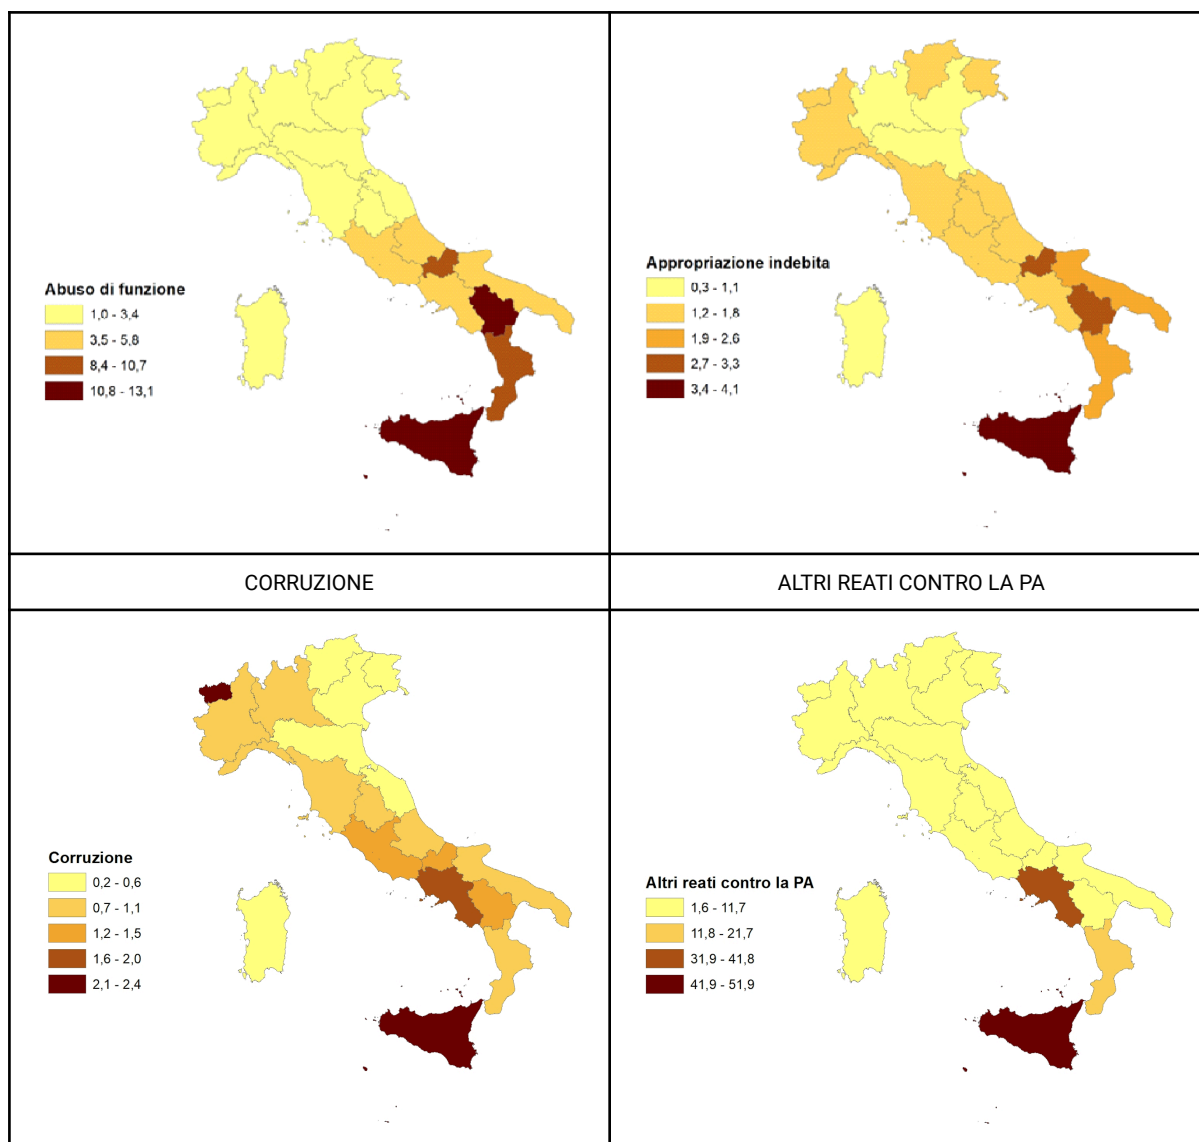 Abuso di funzione
1,0 - 3,4
3,5 - 5,8
8,4 - 10,7
10,8 - 13,1
Appropriazione indebita
0,3 - 1,1
1,2 - 1,8
1,9 - 2,6
2,7 - 3,3
3,4 - 4,1
CORRUZIONE
ALTRI REATI CONTRO LA PA
Corruzione
0,2 - 0,6
0,7 - 1,1
1,2 - 1,5
1,6 - 2,0
2,1 - 2,4
Altri reati contro la PA
1,6 - 11,7
11,8 - 21,7
31,9 - 41,8
41,9 - 51,9